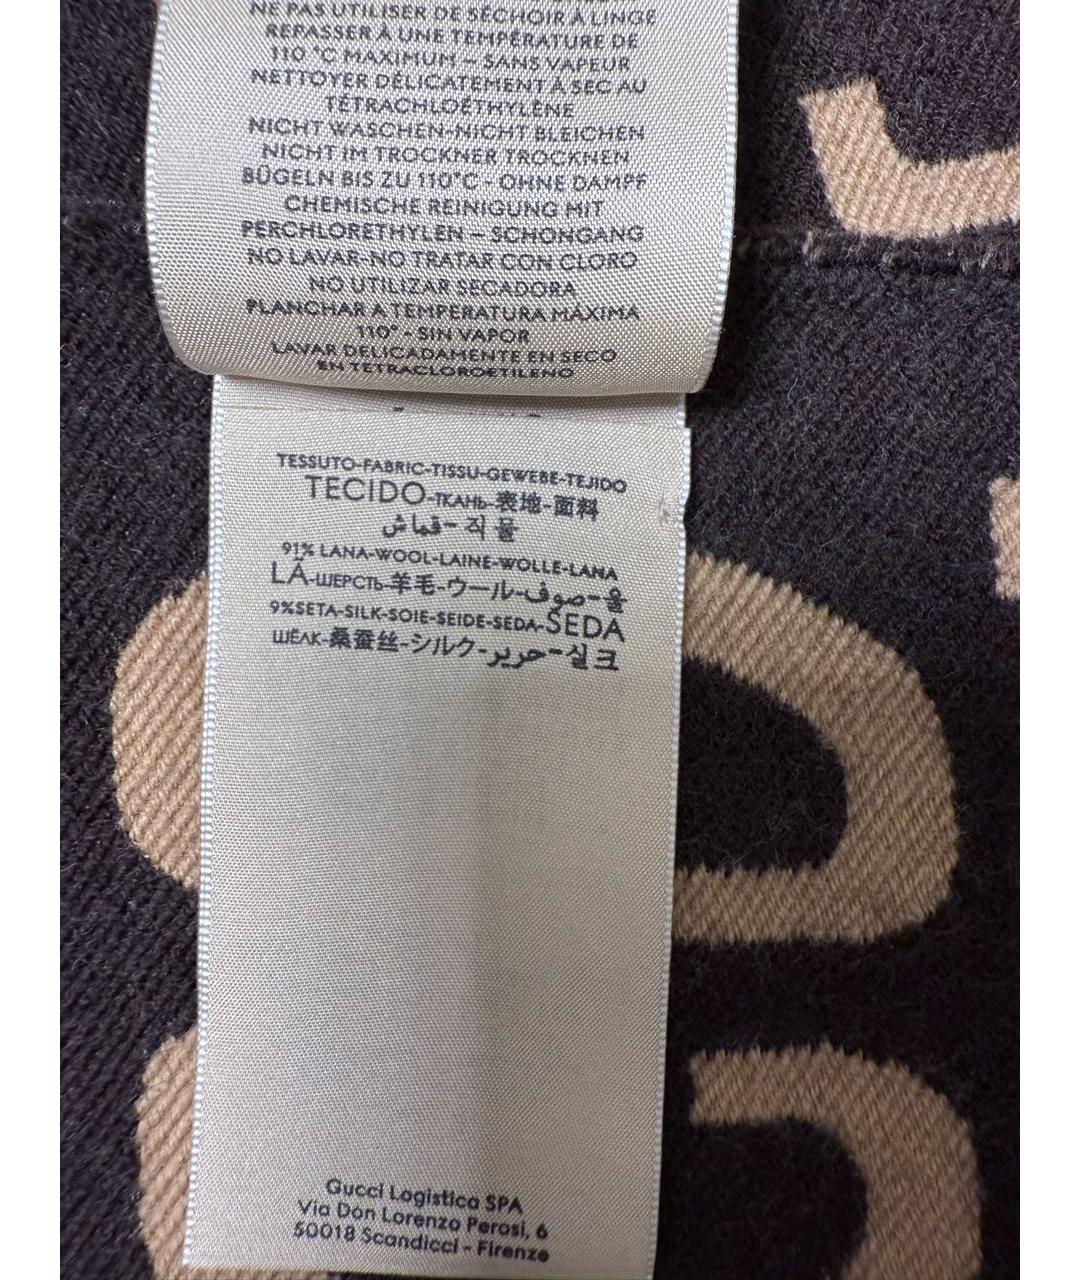 NE PAS UTILISER DE SÉCHOIR À LINGE
REPASSER À UNE TEMPÉRATURE DE
110 °C MAXIMUM – SANS VAPEUR
NETTOYER DÉLICATEMENT À SEC AU
TÉTRACHLOÉTHYLÈNE
NICHT WASCHEN-NICHT BLEICHEN
NICHT IM TROCKNER TROCKNEN
BÜGELN BIS ZU 110°C - OHNE DAMPF
CHEMISCHE REINIGUNG MIT
PERCHLORETHYLEN – SCHONGANG
NO LAVAR-NO TRATAR CON CLORO
NO UTILIZAR SECADORA
PLANCHAR A TEMPERATURA MÁXIMA
110° - SIN VAPOR
LAVAR DELICADAMENTE EN SECO
EN TETRACLOROETILENO
TESSUTO-FABRIC-TISSU-GEWEBE-TEJIDO
TECIDO-ТКАНЬ-表地-面料
قماش-직물
91% LANA-WOOL-LAINE-WOLLE-LANA
LÃ-ШЕРСТЬ-羊毛-ウール-صوف-울
9%SETA-SILK-SOIE-SEIDE-SEDA-SEDA
ШЁЛК-桑蚕丝-シルク-حرير-실크
Gucci Logistica SPA
Via Don Lorenzo Perosi, 6
50018 Scandicci - Firenze